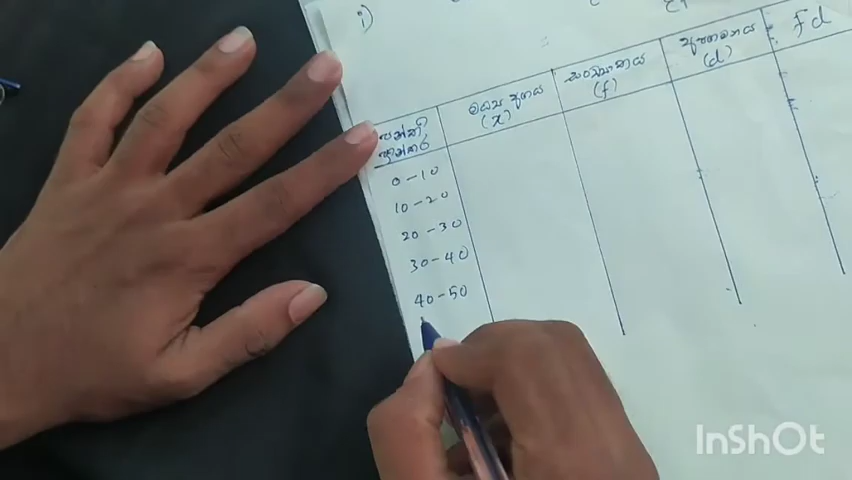 i)
පන්ති ප්‍රාන්තර
මධ්‍ය අගය (x)
සංඛ්‍යාතය (f)
අපගමනය (d)
fd
0-10
10-20
20-30
30-40
40-50
InShOt